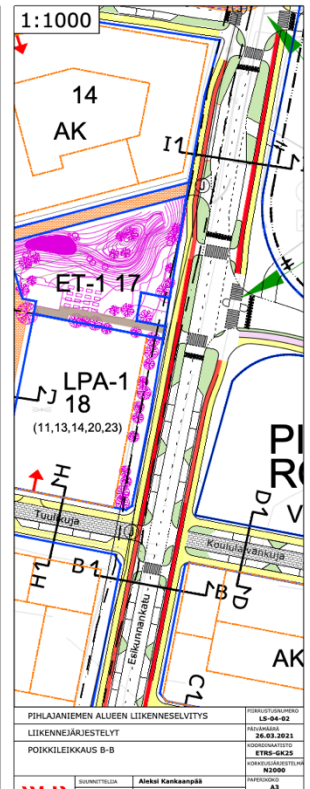 1:1000
14
AK
I
I
ET-1 17
LPA-1
18
(11,13,14,20,23)
J
PI
R
V
H
D
Tuulikuja
Koululaivankuja
H
B
B
D
Esikunnankatu
AK
C
PIHLAJANIEMEN ALUEEN LIIKENNESELVITYS
PIIRUSTUSNUMERO
LS-04-02
LIIKENNEJÄRJESTELYT
PÄIVÄMÄÄRÄ
26.03.2021
POIKKILEIKKAUS B-B
KOORDINAATISTO
ETRS-GK25
KORKEUSJÄRJESTELMÄ
N2000
SUUNNITTELIJA
Aleksi Kankaanpää
PAPERIKOKO
A3